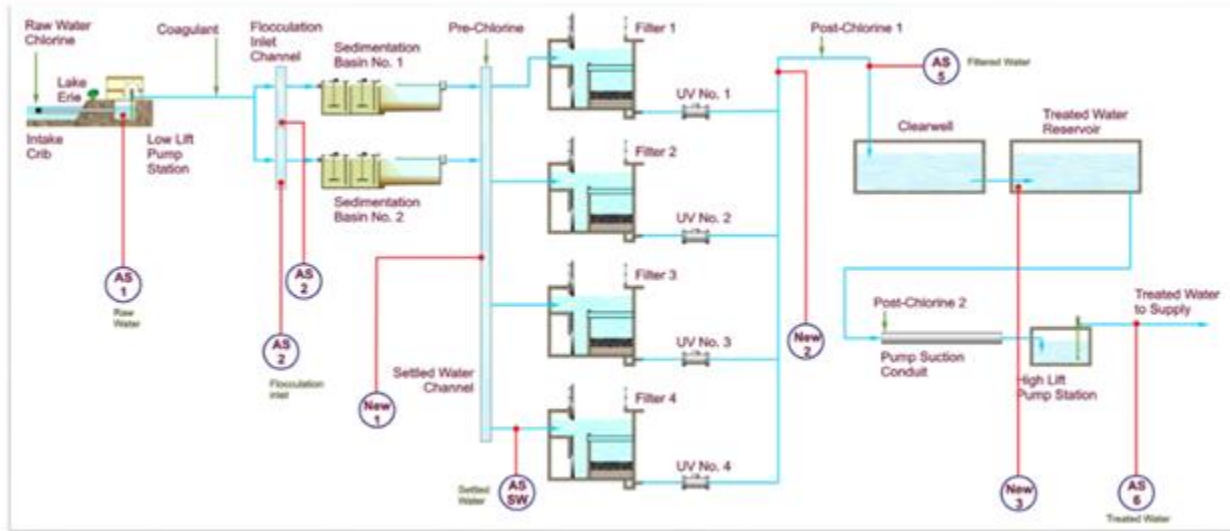 Raw Water
Chlorine
Coagulant
Flocculation
Inlet
Channel
Sedimentation
Basin No. 1
Pre-Chlorine
Filter 1
Post-Chlorine 1
AS
5
Filtered Water
Lake
Erie
Intake
Crib
Low Lift
Pump
Station
UV No. 1
Clearwell
Treated Water
Reservoir
Filter 2
Sedimentation
Basin No. 2
UV No. 2
AS
1
Raw
Water
AS
2
Filter 3
Post-Chlorine 2
Treated Water
to Supply
AS
2
Flocculation
inlet
New
2
UV No. 3
Pump Suction
Conduit
High Lift
Pump Station
Settled Water
Channel
New
1
Filter 4
UV No. 4
Settled
Water
AS
SW
New
3
AS
6
Treated Water